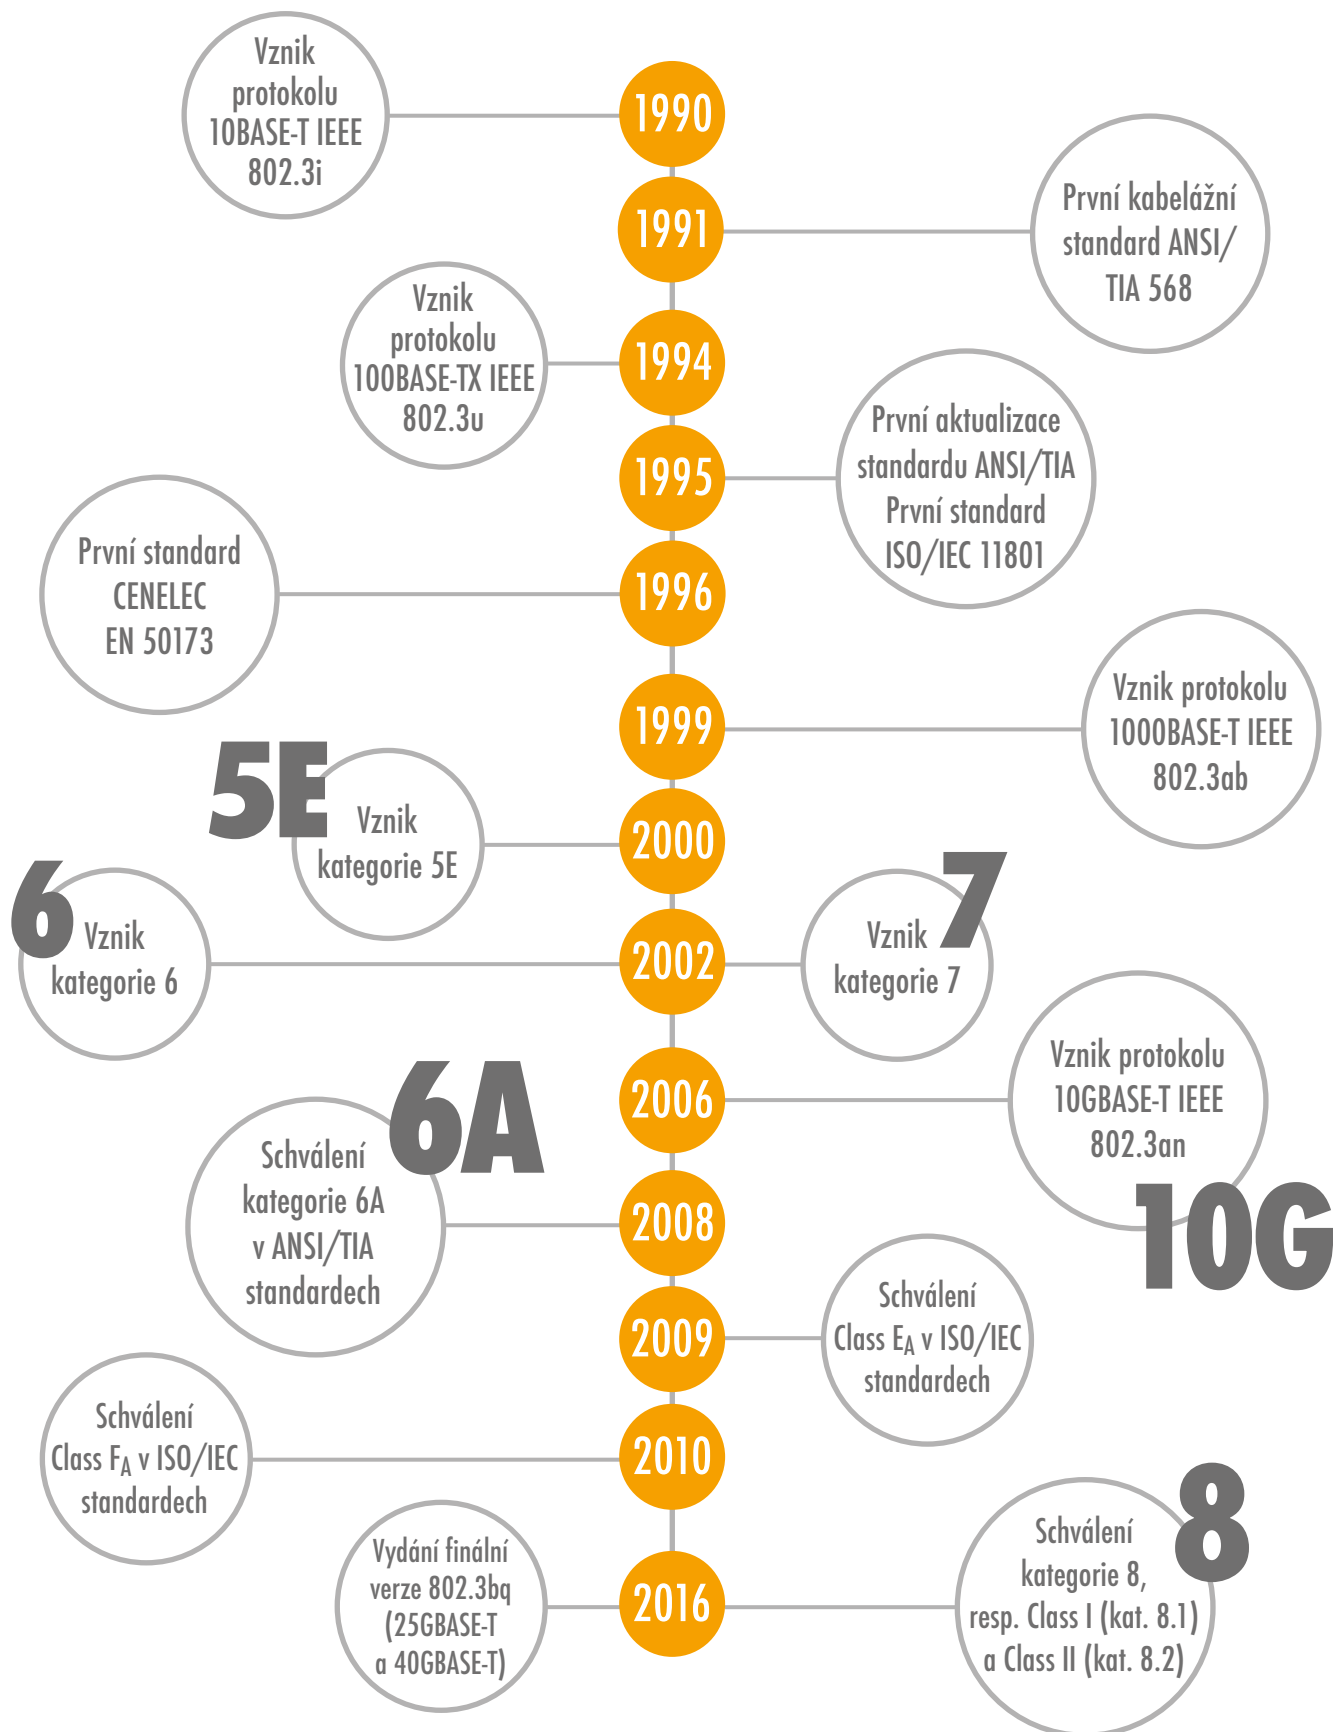 Vznik
protokolu
10BASE-T IEEE
802.3i
1990
1991
První kabelážní
standard ANSI/
TIA 568
Vznik
protokolu
100BASE-TX IEEE
802.3u
1994
1995
První aktualizace
standardu ANSI/TIA
První standard
ISO/IEC 11801
První standard
CENELEC
EN 50173
1996
1999
Vznik protokolu
1000BASE-T IEEE
802.3ab
5E
Vznik
kategorie 5E
2000
6
Vznik
kategorie 6
2002
7
Vznik
kategorie 7
2006
Vznik protokolu
10GBASE-T IEEE
802.3an
10G
6A
Schválení
kategorie 6A
v ANSI/TIA
standardech
2008
2009
Schválení
Class EA v ISO/IEC
standardech
Schválení
Class FA v ISO/IEC
standardech
2010
Vydání finální
verze 802.3bq
(25GBASE-T
a 40GBASE-T)
2016
8
Schválení
kategorie 8,
resp. Class I (kat. 8.1)
a Class II (kat. 8.2)